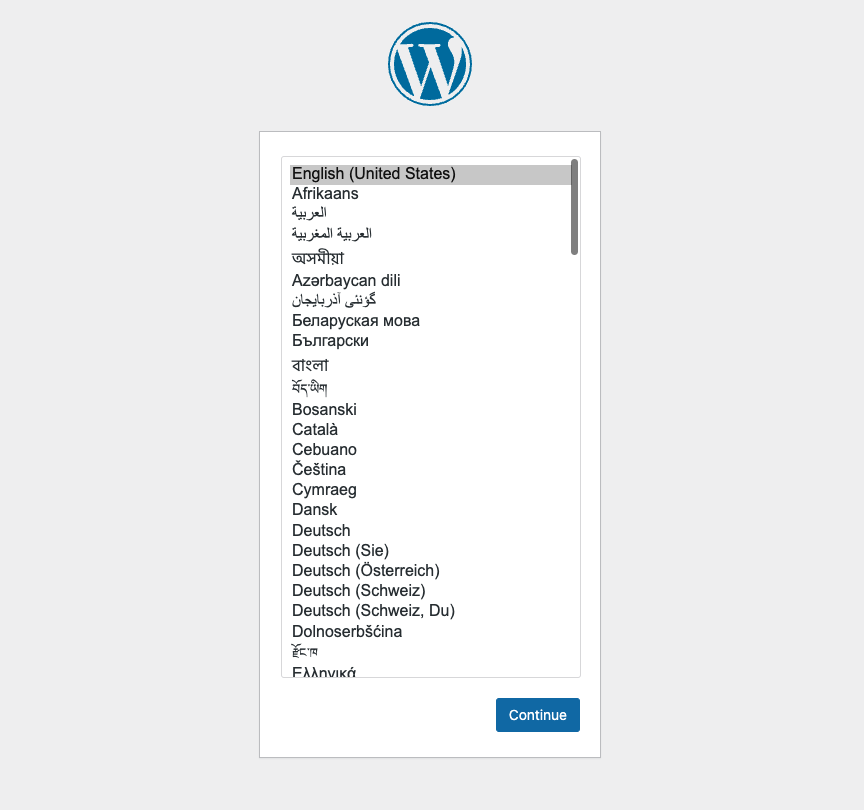 English (United States)
Afrikaans
العربية
العربية المغربية
অসমীয়া
Azərbaycan dili
گؤنئی آذربایجان
Беларуская мова
Български
বাংলা
བོད་ཡིག
Bosanski
Català
Cebuano
Čeština
Cymraeg
Dansk
Deutsch
Deutsch (Sie)
Deutsch (Österreich)
Deutsch (Schweiz)
Deutsch (Schweiz, Du)
Dolnoserbšćina
རྫོང་ཁ
Ελληνικά
Continue